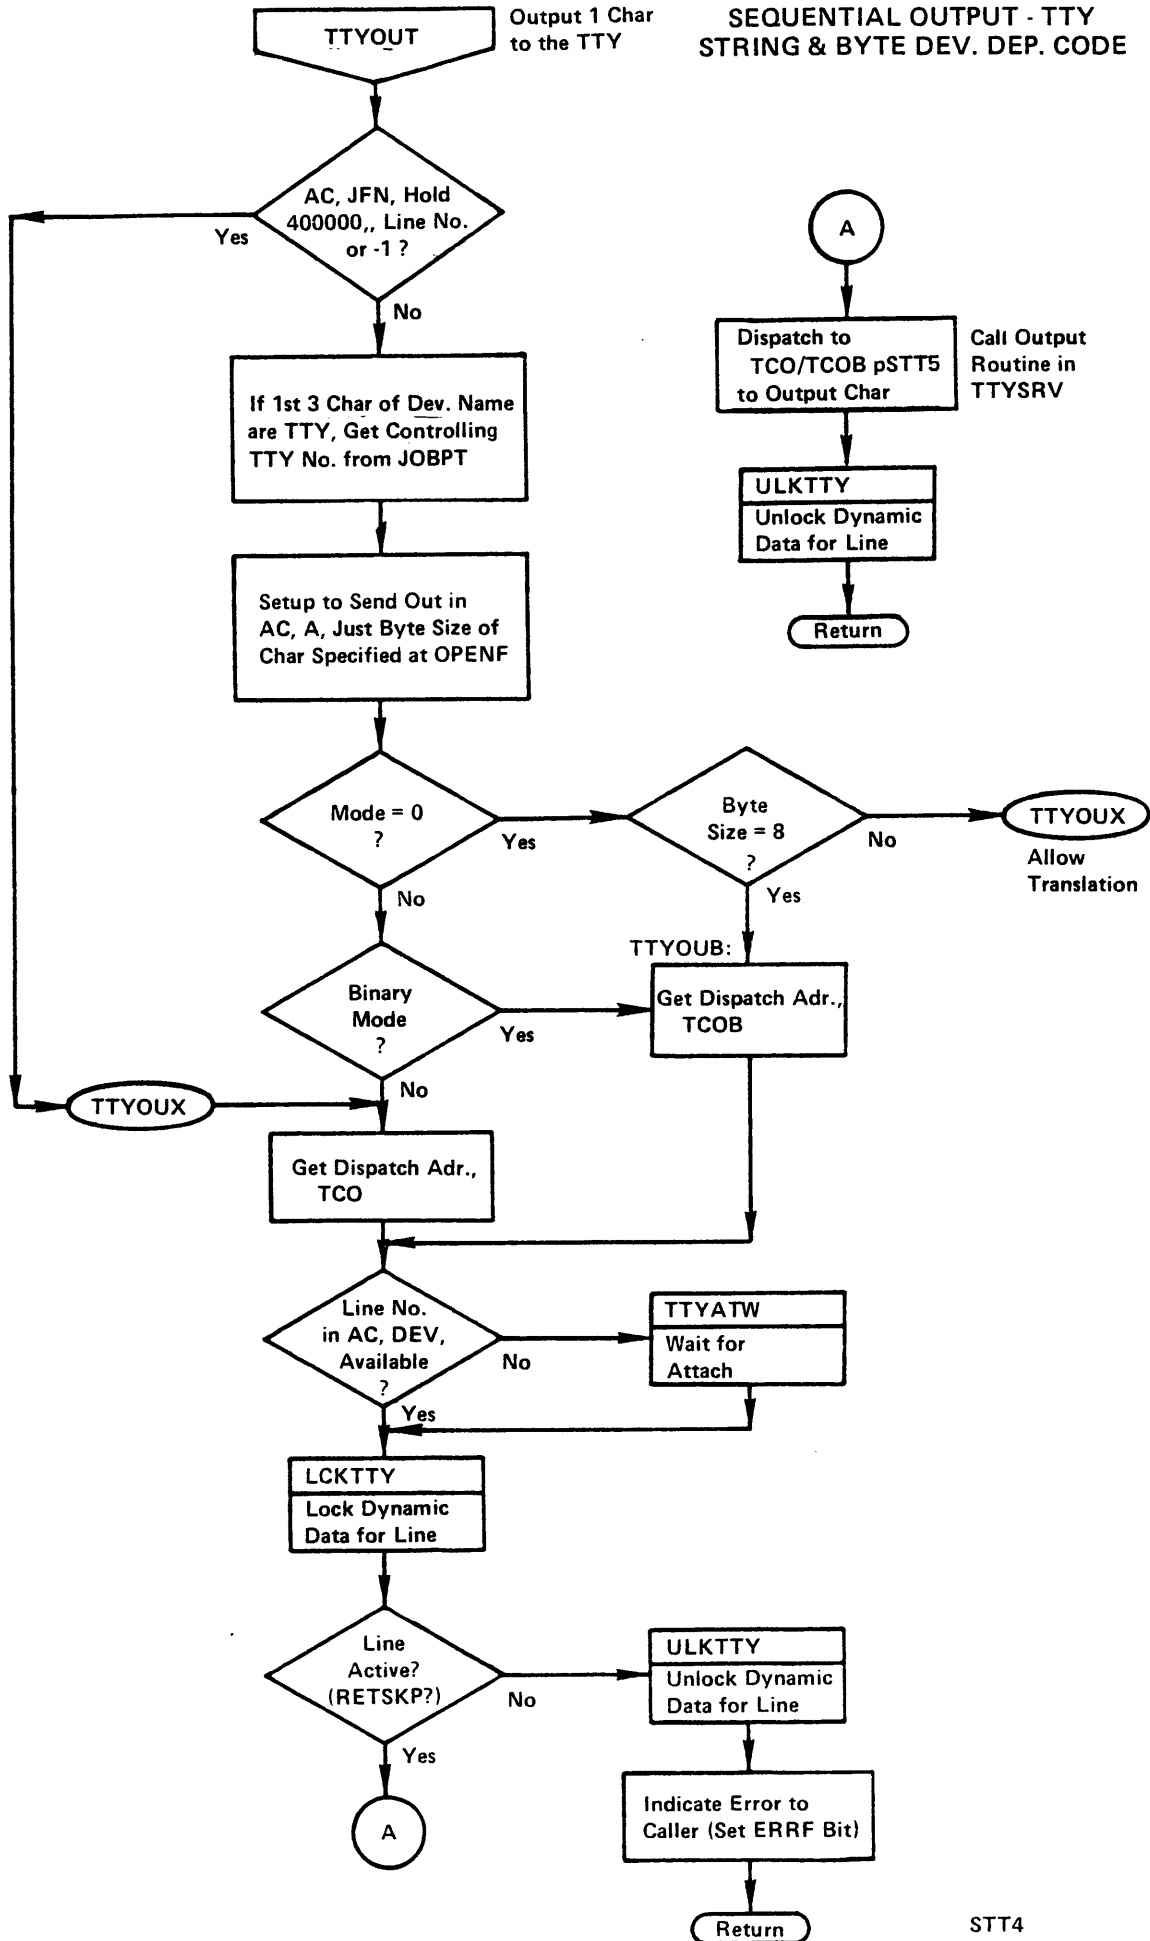 TTYOUT
Output 1 Char
to the TTY
SEQUENTIAL OUTPUT - TTY
STRING & BYTE DEV. DEP. CODE
AC, JFN, Hold
400000,, Line No.
or -1 ?
Yes
No
If 1st 3 Char of Dev. Name
are TTY, Get Controlling
TTY No. from JOBPT
Setup to Send Out in
AC, A, Just Byte Size of
Char Specified at OPENF
A
Dispatch to
TCO/TCOB pSTT5
to Output Char
Call Output
Routine in
TTYSRV
ULKTTY
Unlock Dynamic
Data for Line
Return
Mode = 0
?
Yes
No
Byte
Size = 8
?
No
Yes
TTYOUX
Allow
Translation
Binary
Mode
?
Yes
No
TTYOUB:
Get Dispatch Adr.,
TCOB
TTYOUX
Get Dispatch Adr.,
TCO
Line No.
in AC, DEV,
Available
?
No
Yes
TTYATW
Wait for
Attach
LCKTTY
Lock Dynamic
Data for Line
Line
Active?
(RETSKP?)
No
Yes
ULKTTY
Unlock Dynamic
Data for Line
A
Indicate Error to
Caller (Set ERRF Bit)
Return
STT4